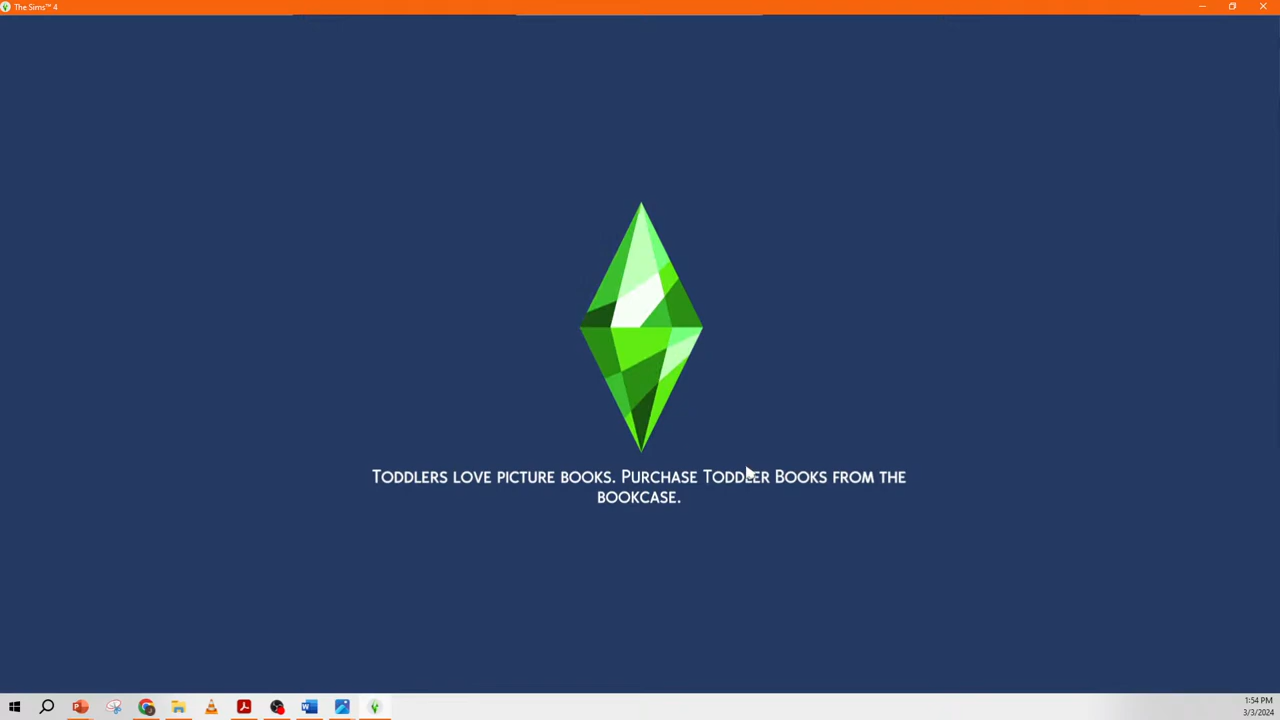 The Sims™ 4
Toddlers love picture books. Purchase Toddler Books from the
bookcase.
1:54 PM
3/3/2024